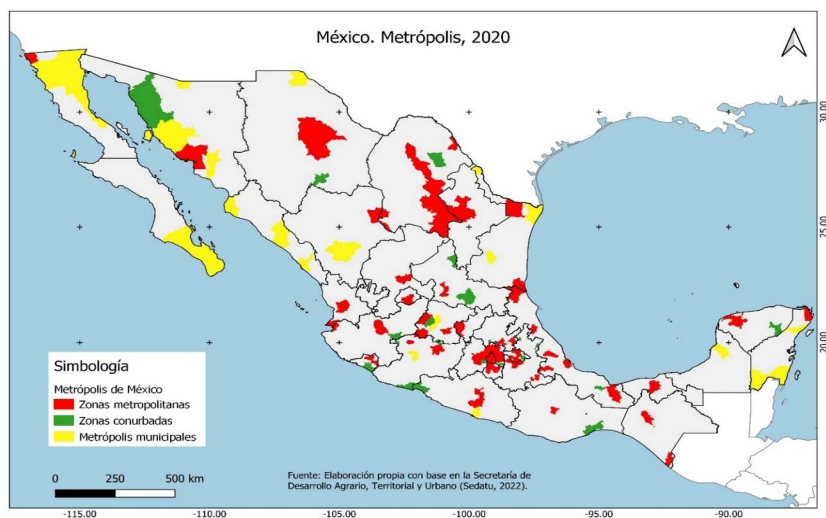 México. Metrópolis, 2020
30.00
25.00
20.00
Simbología
Metrópolis de México
Zonas metropolitanas
Zonas conurbadas
Metrópolis municipales
0 250 500 km
Fuente: Elaboración propia con base en la Secretaría de
Desarrollo Agrario, Territorial y Urbano (Sedatu, 2022).
-115.00 -110.00 -105.00 -100.00 -95.00 -90.00